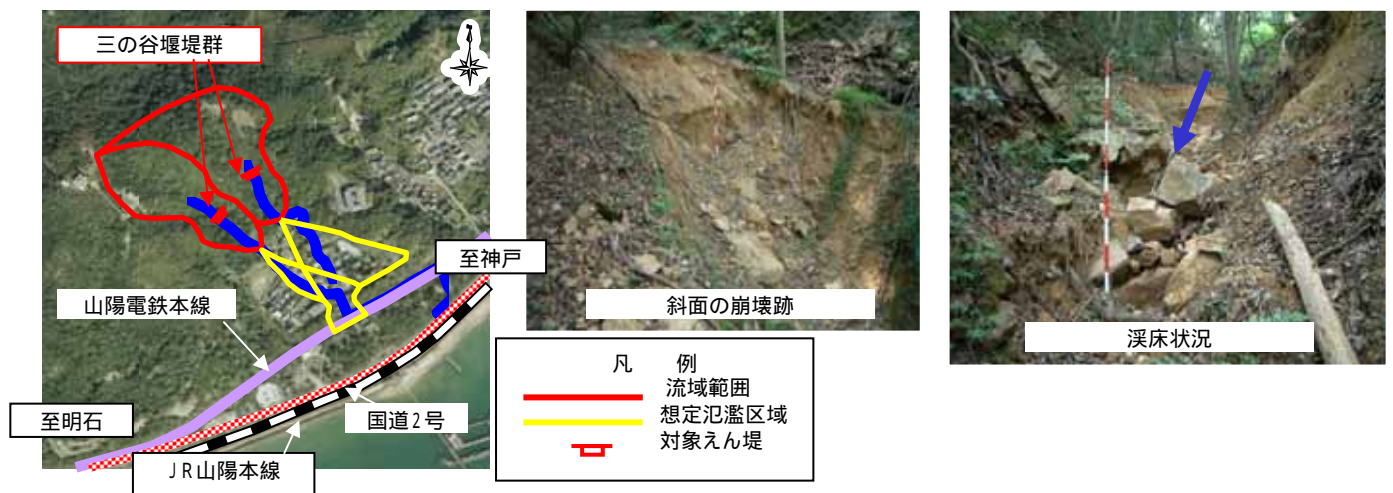 三の谷堰堤群
至神戸
山陽電鉄本線
至明石
国道2号
JR山陽本線
斜面の崩壊跡
渓床状況
凡 例
流域範囲
想定氾濫区域
対象えん堤